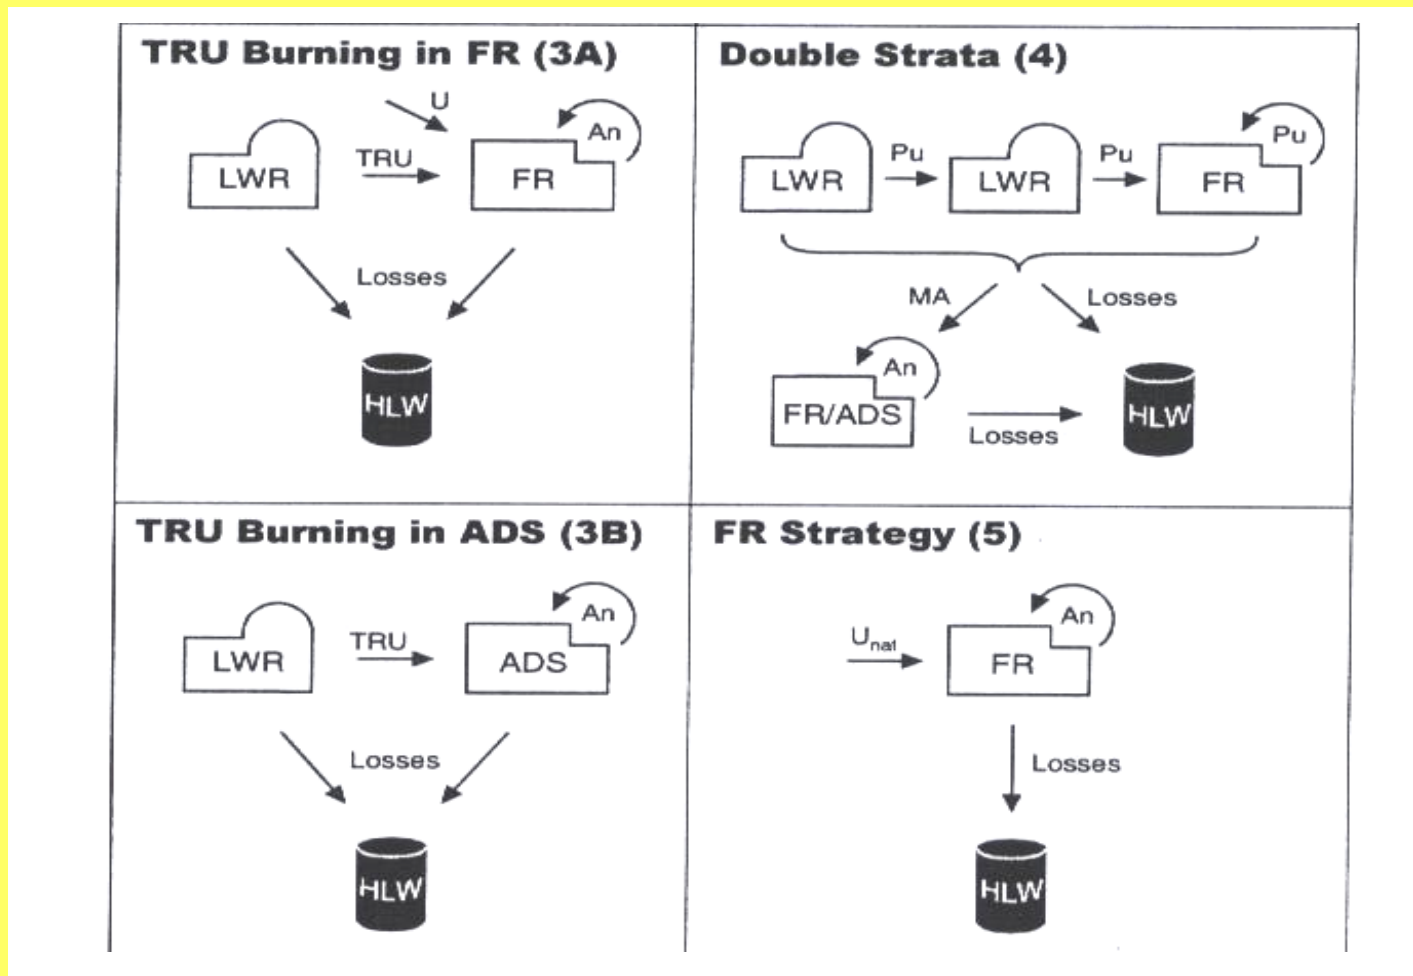 TRU Burning in FR (3A)
U
An
TRU
LWR
FR
Losses
HLW
Double Strata (4)
Pu
Pu
Pu
LWR
LWR
FR
MA
Losses
An
FR/ADS
Losses
HLW
TRU Burning in ADS (3B)
An
TRU
LWR
ADS
Losses
HLW
FR Strategy (5)
An
Unat
FR
Losses
HLW